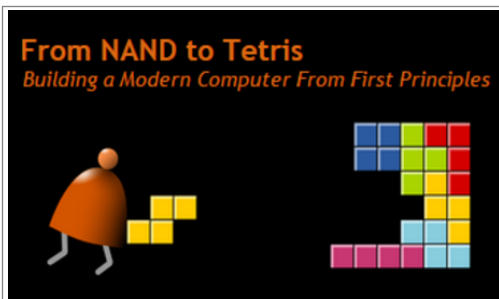 From NAND to Tetris
Building a Modern Computer From First Principles